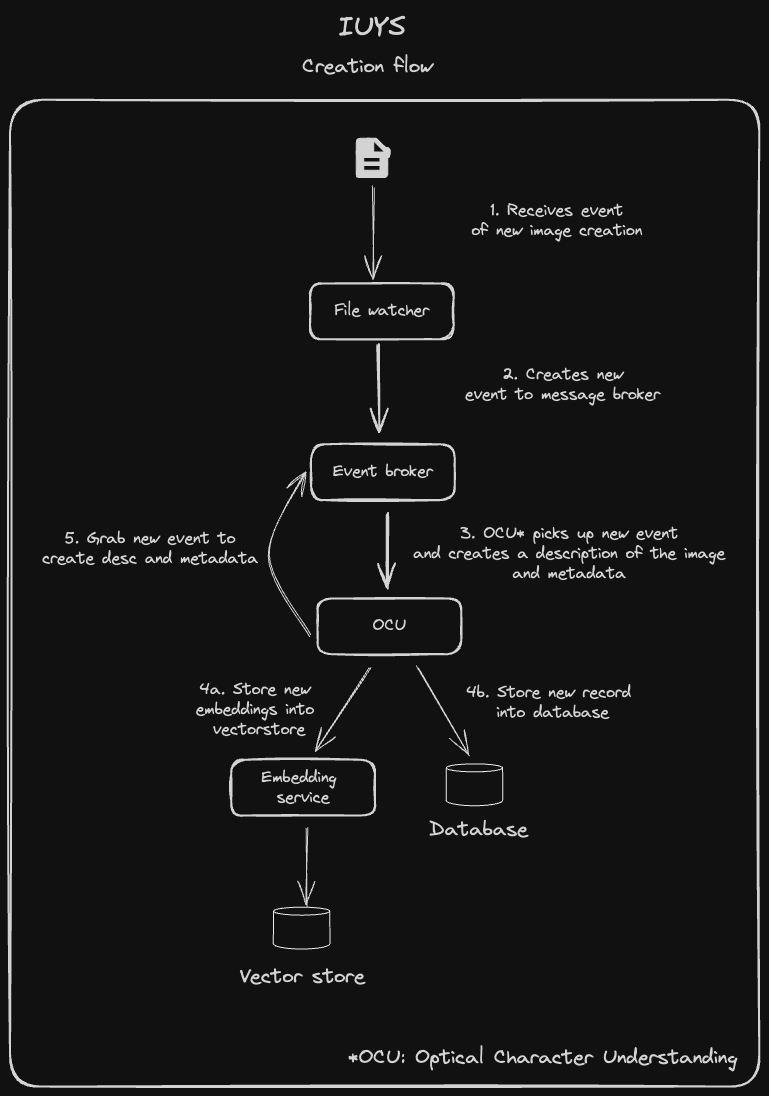 IUYS
Creation flow
1. Receives event
of new image creation
File watcher
2. Creates new
event to message broker
Event broker
5. Grab new event to
create desc and metadata
3. OCU* picks up new event
and creates a description of the image
and metadata
OCU
4a. Store new
embeddings into
vectorstore
4b. Store new record
into database
Embedding
service
Database
Vector store
*OCU: Optical Character Understanding